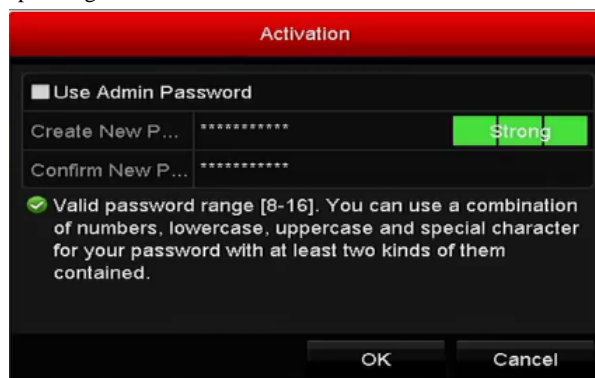 Activation
Use Admin Password
Create New P... *********** Strong
Confirm New P... ***********
Valid password range [8-16]. You can use a combination
of numbers, lowercase, uppercase and special character
for your password with at least two kinds of them
contained.
OK Cancel